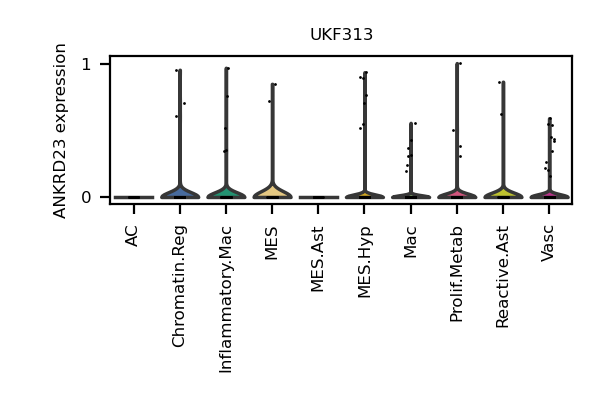 UKF313
ANKRD23 expression
1
0
AC
Chromatin.Reg
Inflammatory.Mac
MES
MES.Ast
MES.Hyp
Mac
Prolif.Metab
Reactive.Ast
Vasc